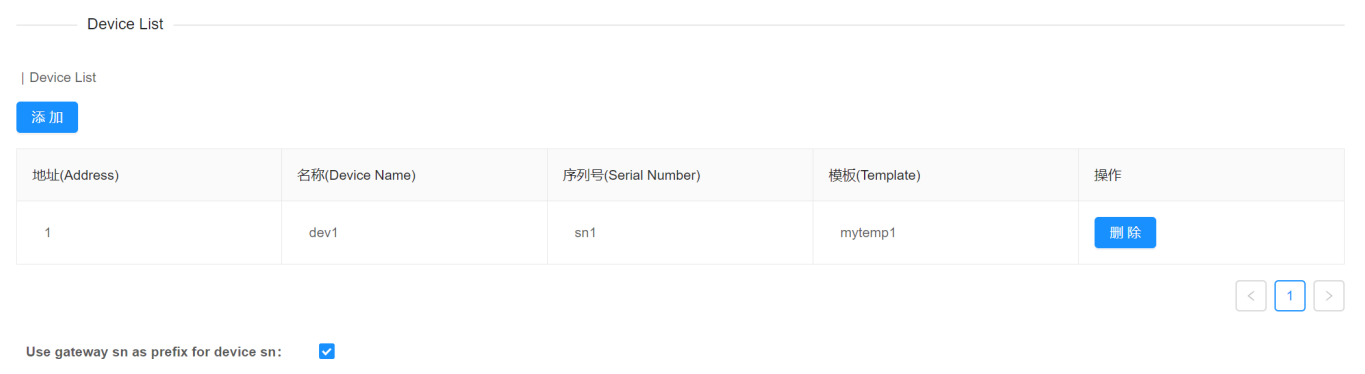 Device List
| Device List
添 加
地址(Address) 名称(Device Name) 序列号(Serial Number) 模板(Template) 操作
1 dev1 sn1 mytemp1 删 除
< 1 >
Use gateway sn as prefix for device sn: